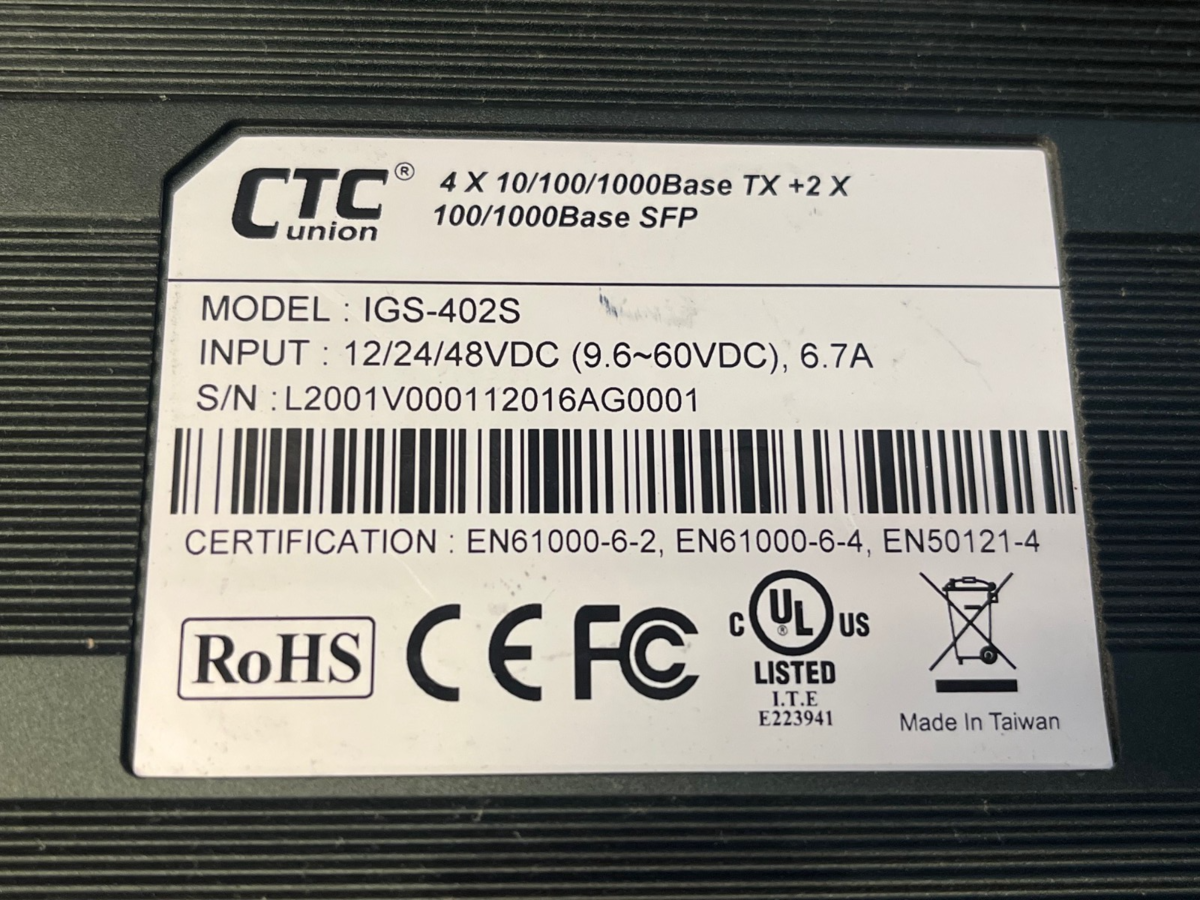 CTC® 4 X 10/100/1000Base TX +2 X
union 100/1000Base SFP
MODEL : IGS-402S
INPUT : 12/24/48VDC (9.6~60VDC), 6.7A
S/N : L2001V000112016AG0001
CERTIFICATION : EN61000-6-2, EN61000-6-4, EN50121-4
RoHS CE FC C UL® US
LISTED
I.T.E
E223941
Made In Taiwan